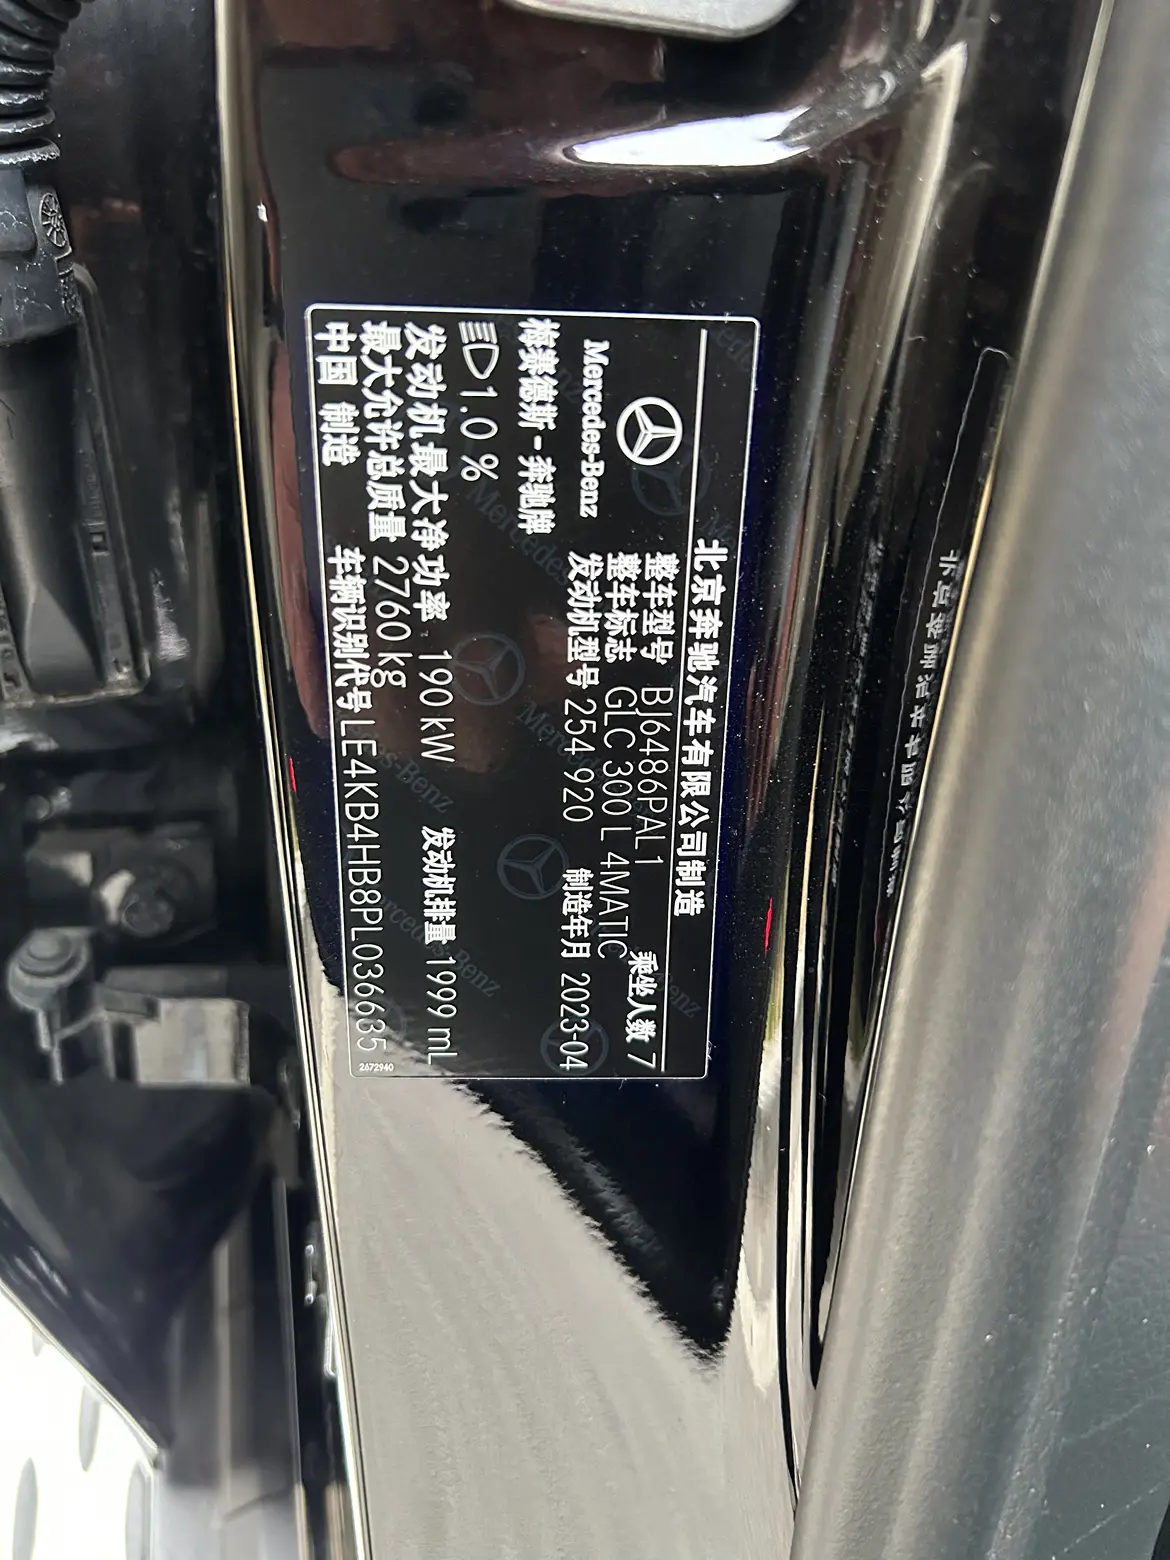 北京奔驰汽车有限公司制造
Mercedes-Benz
整车型号 BJ6486PAL1 乘坐人数 7
整车标志 GLC 300 L 4MATIC
梅赛德斯-奔驰牌 发动机型号 254 920 制造年月 2023-04
1.0 %
发动机最大净功率 190 kW 发动机排量 1999 mL
最大允许总质量 2760 kg
中国 制造 车辆识别代号 LE4KB4HB8PL036635
2672940